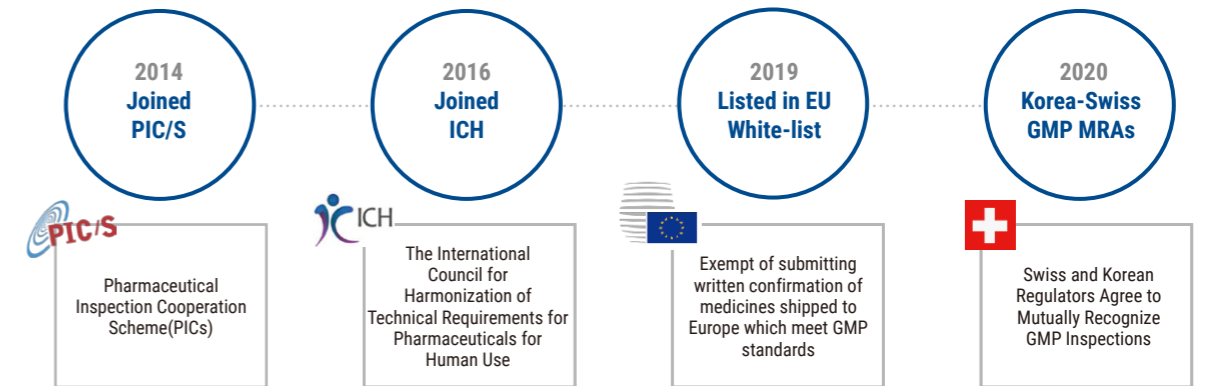 2014
Joined
PIC/S
2016
Joined
ICH
2019
Listed in EU
White-list
2020
Korea-Swiss
GMP MRAs
PIC/S
Pharmaceutical
Inspection Cooperation
Scheme(PICs)
ICH
The International
Council for
Harmonization of
Technical Requirements for
Pharmaceuticals for
Human Use
Exempt of submitting
written confirmation of
medicines shipped to
Europe which meet GMP
standards
Swiss and Korean
Regulators Agree to
Mutually Recognize
GMP Inspections